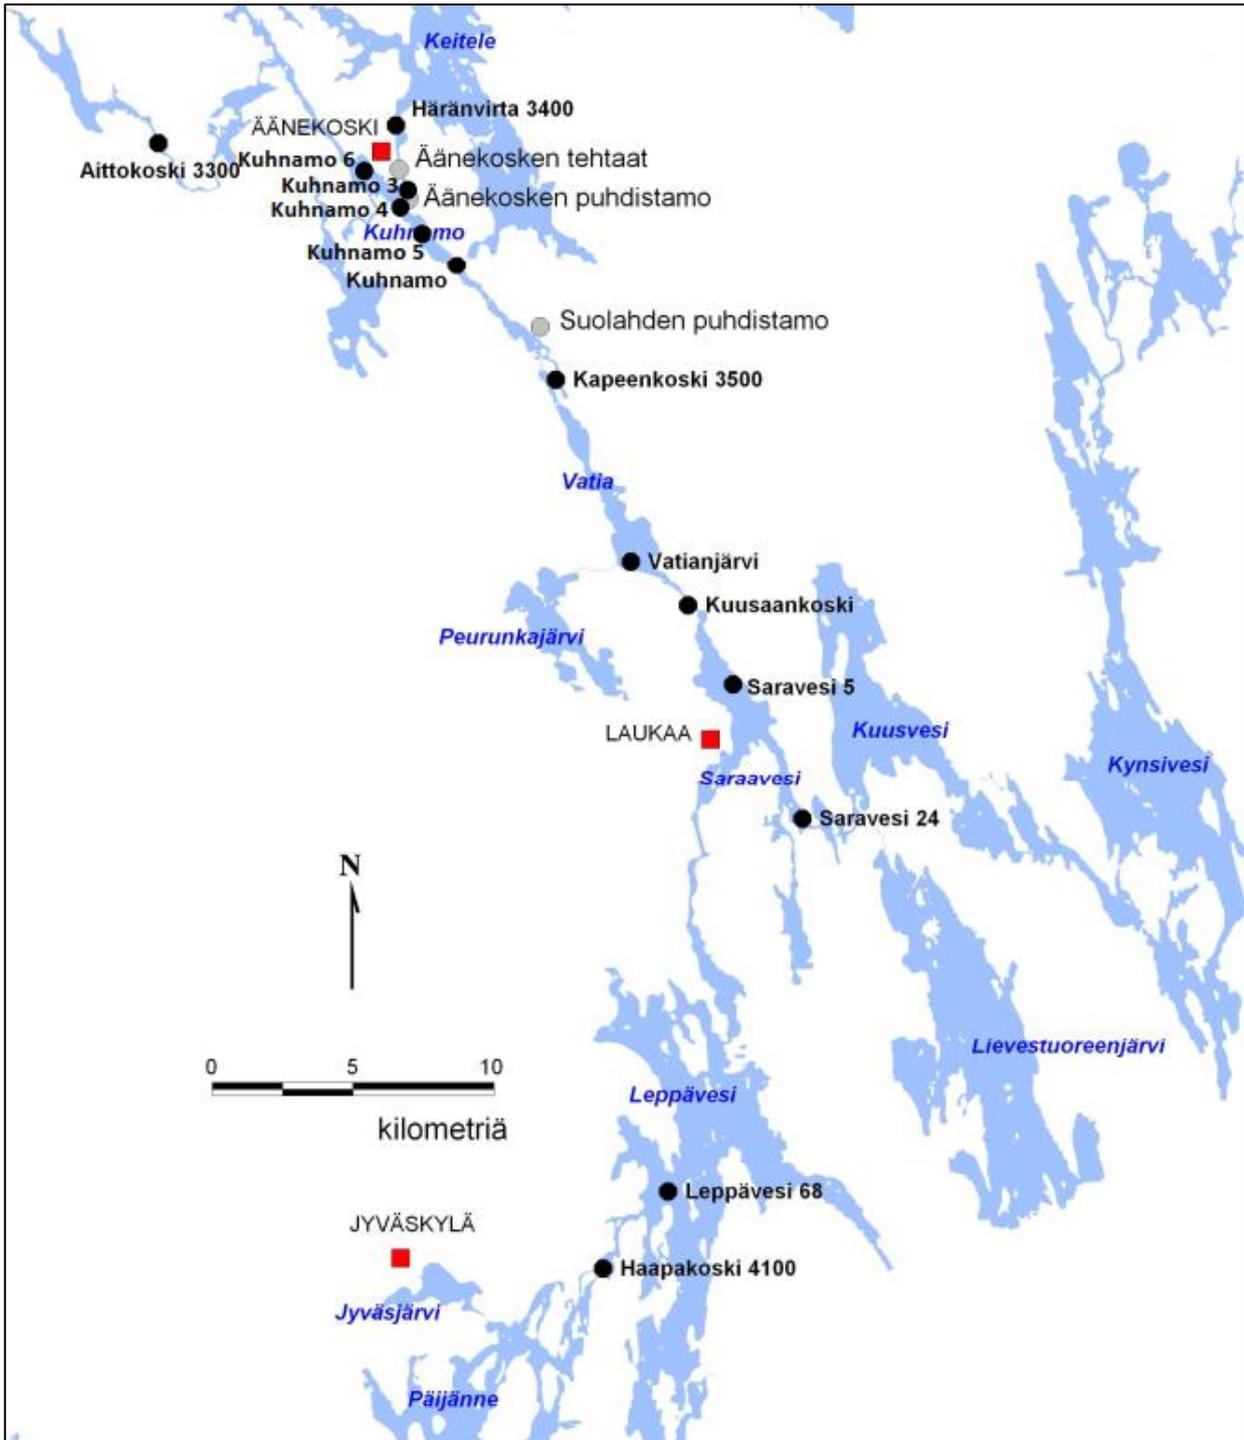 Keitele
Häränvirta 3400
ÄÄNEKOSKI
Äänekosken tehtaat
Kuhnamo 6
Aittokoski 3300
Kuhnamo 3
Äänekosken puhdistamo
Kuhnamo 4
Kuhnamo
Kuhnamo 5
Kuhnamo
Suolahden puhdistamo
Kapeenkoski 3500
Vatia
Vatianjärvi
Kuusaankoski
Peurunkajärvi
Saravesi 5
Kuusvesi
LAUKAA
Kynsivesi
Saraavesi
Saravesi 24
N
Lievestuoreenjärvi
0 5 10
kilometriä
Leppävesi
Leppävesi 68
JYVÄSKYLÄ
Haapakoski 4100
Jyväsjärvi
Päijänne